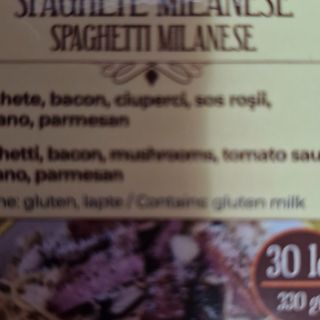 SPAGHETE MILANESE
SPAGHETTI MILANESE
hete, bacon, ciuperci, sos roșii,
ano, parmesan
hetti, bacon, mushrooms, tomato sau
ano, parmesan
ne: gluten, lapte / Contains gluten milk
30 l
330 g